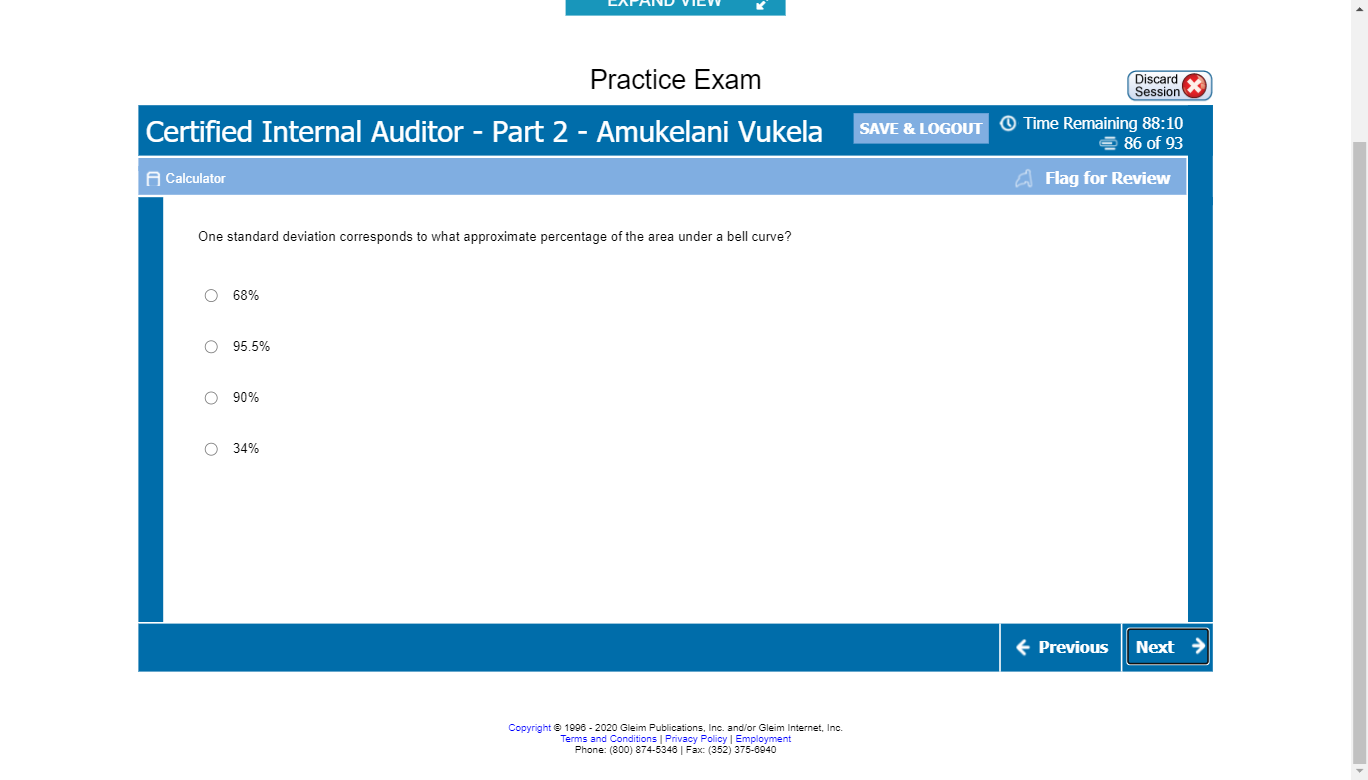 EXPAND VIEW
Practice Exam
Discard
Session
Certified Internal Auditor - Part 2 - Amukelani Vukela
SAVE & LOGOUT
Time Remaining 88:10
86 of 93
Calculator
Flag for Review
One standard deviation corresponds to what approximate percentage of the area under a bell curve?
68%
95.5%
90%
34%
Previous
Next
Copyright © 1996 - 2020 Gleim Publications, Inc. and/or Gleim Internet, Inc.
Terms and Conditions | Privacy Policy | Employment
Phone: (800) 874-5346 | Fax: (352) 375-6940